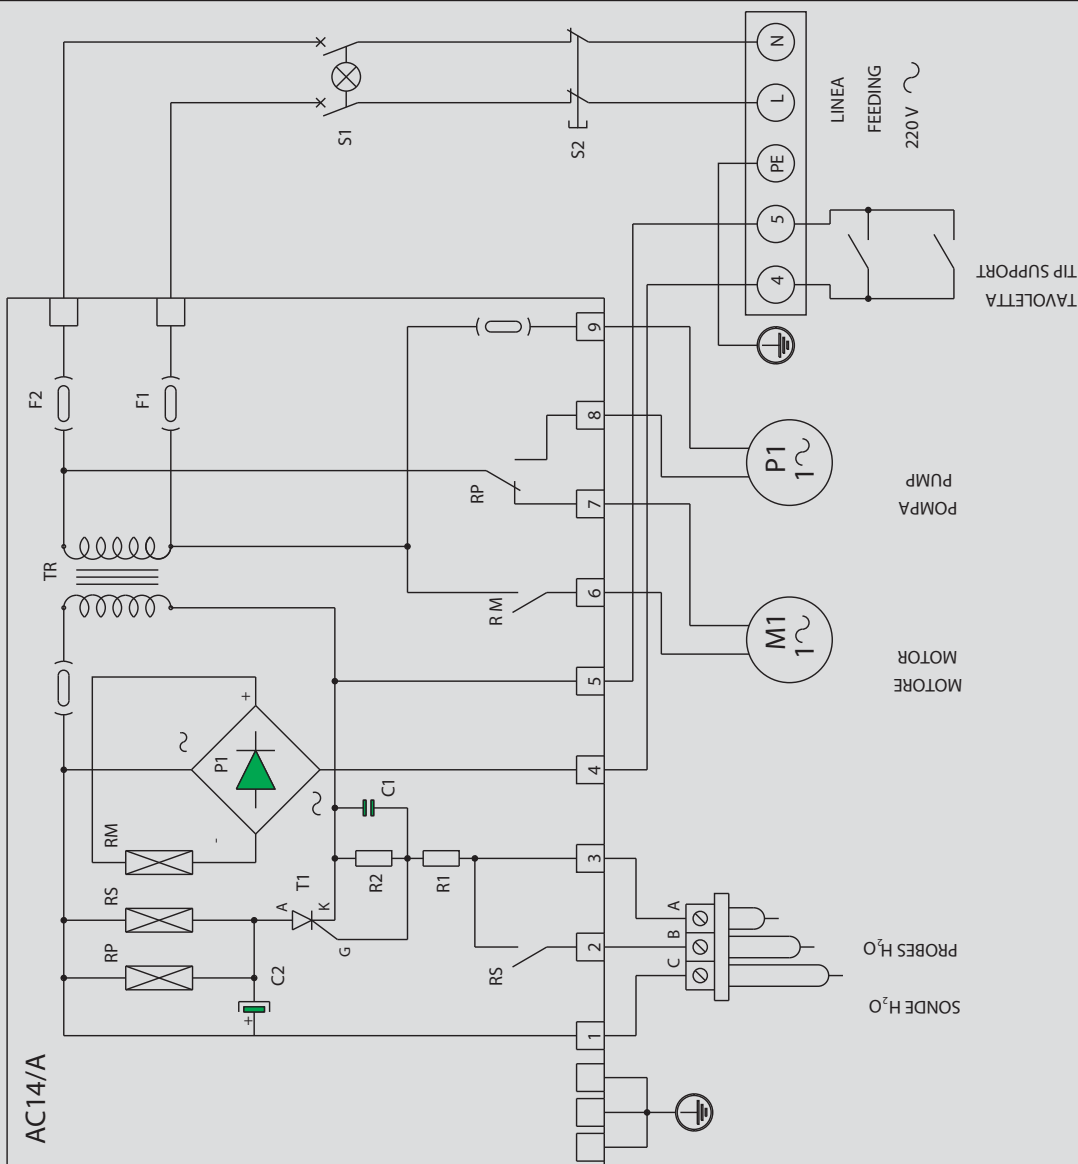 AC14/A
N
L
PE
5
4
LINEA
FEEDING
220 V
S1
S2
TAVOLETTA
TIP SUPPORT
F2
F1
9
8
7
6
5
4
3
2
1
RP
R M
TR
P1
1
POMPA
PUMP
M1
1
MOTORE
MOTOR
+
P1
-
RM
RS
RP
T1
A
K
G
C1
R2
R1
C2
+
RS
A
B
C
SONDE H₂O
PROBES H₂O